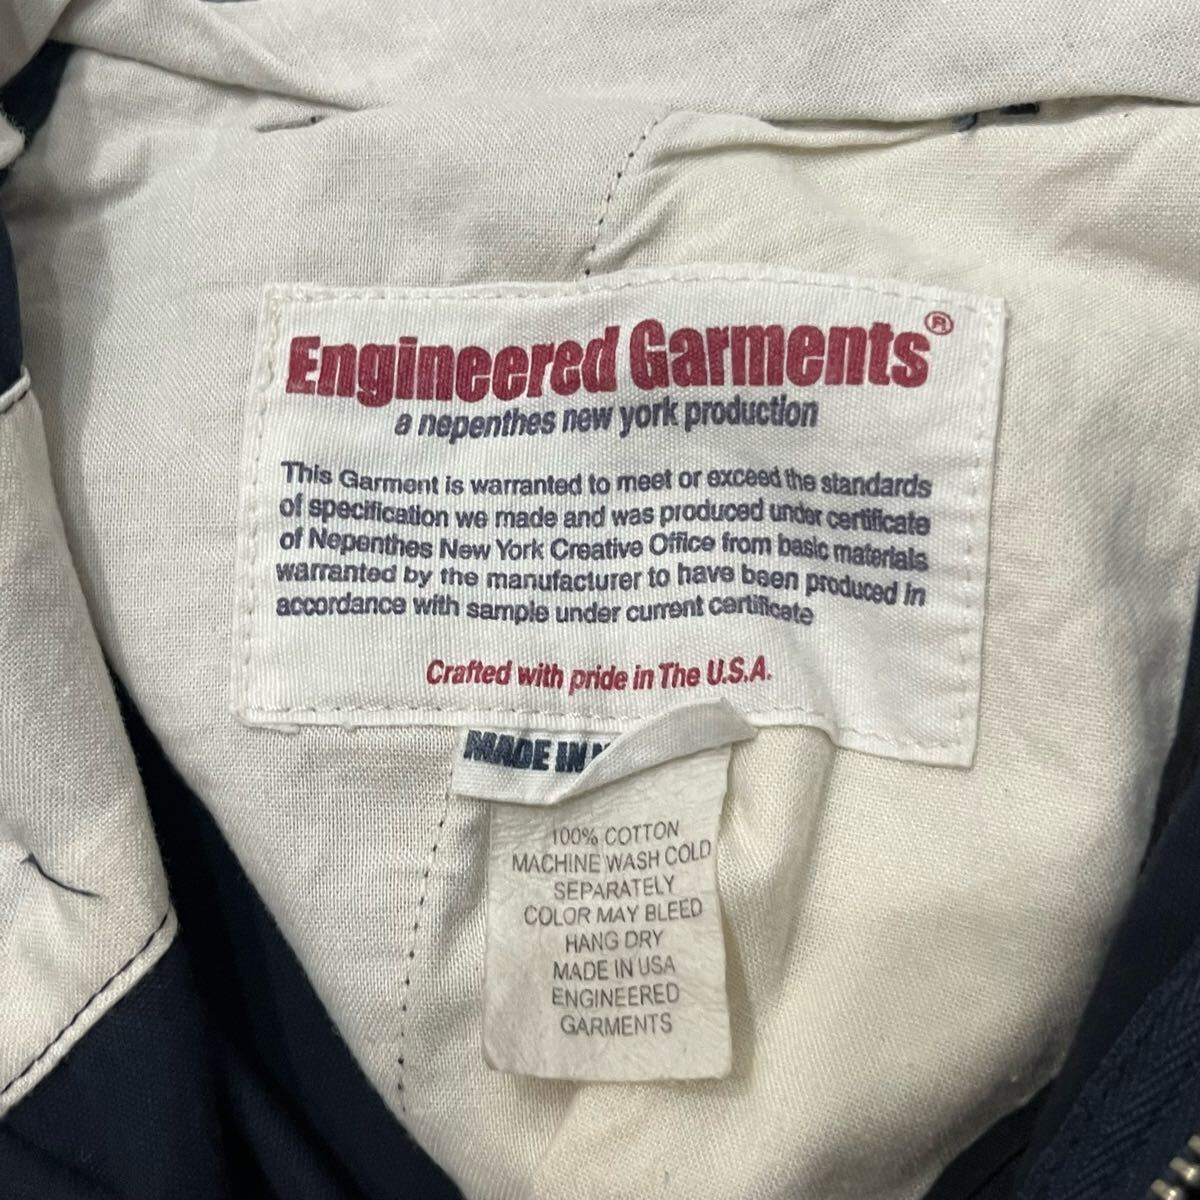 Engineered Garments®
a nepenthes new york production
This Garment is warranted to meet or exceed the standards
of specification we made and was produced under certificate
of Nepenthes New York Creative Office from basic materials
warranted by the manufacturer to have been produced in
accordance with sample under current certificate
Crafted with pride in The U.S.A.
MADE IN
100% COTTON
MACHINE WASH COLD
SEPARATELY
COLOR MAY BLEED
HANG DRY
MADE IN USA
ENGINEERED
GARMENTS